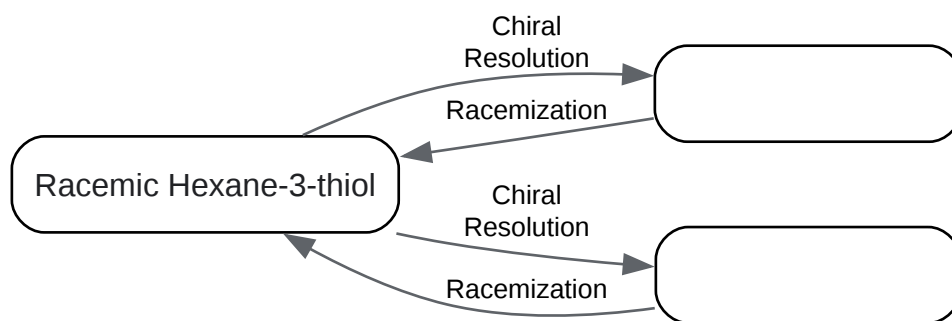 Chiral
Resolution
Racemization
Racemic Hexane-3-thiol
Chiral
Resolution
Racemization